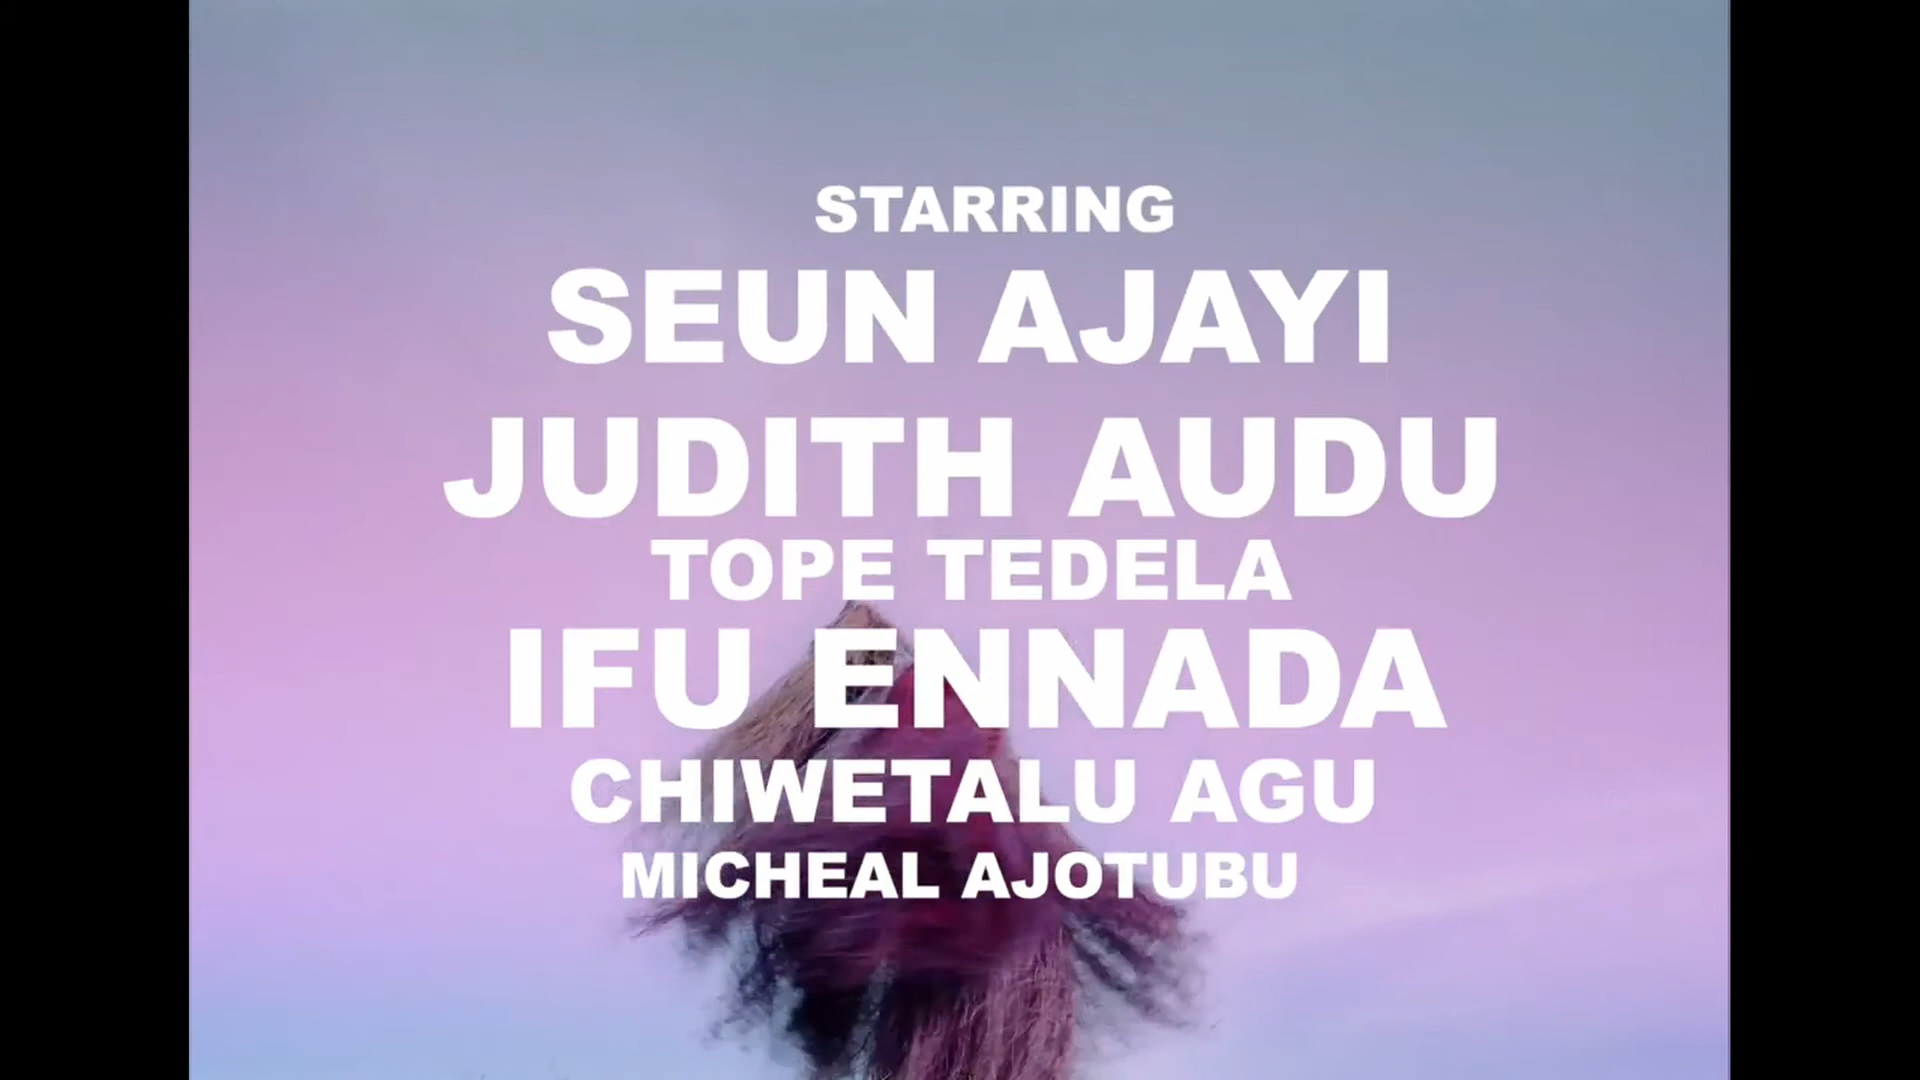 STARRING
SEUN AJAYI
JUDITH AUDU
TOPE TEDELA
IFU ENNADA
CHIWETALU AGU
MICHEAL AJOTUBU